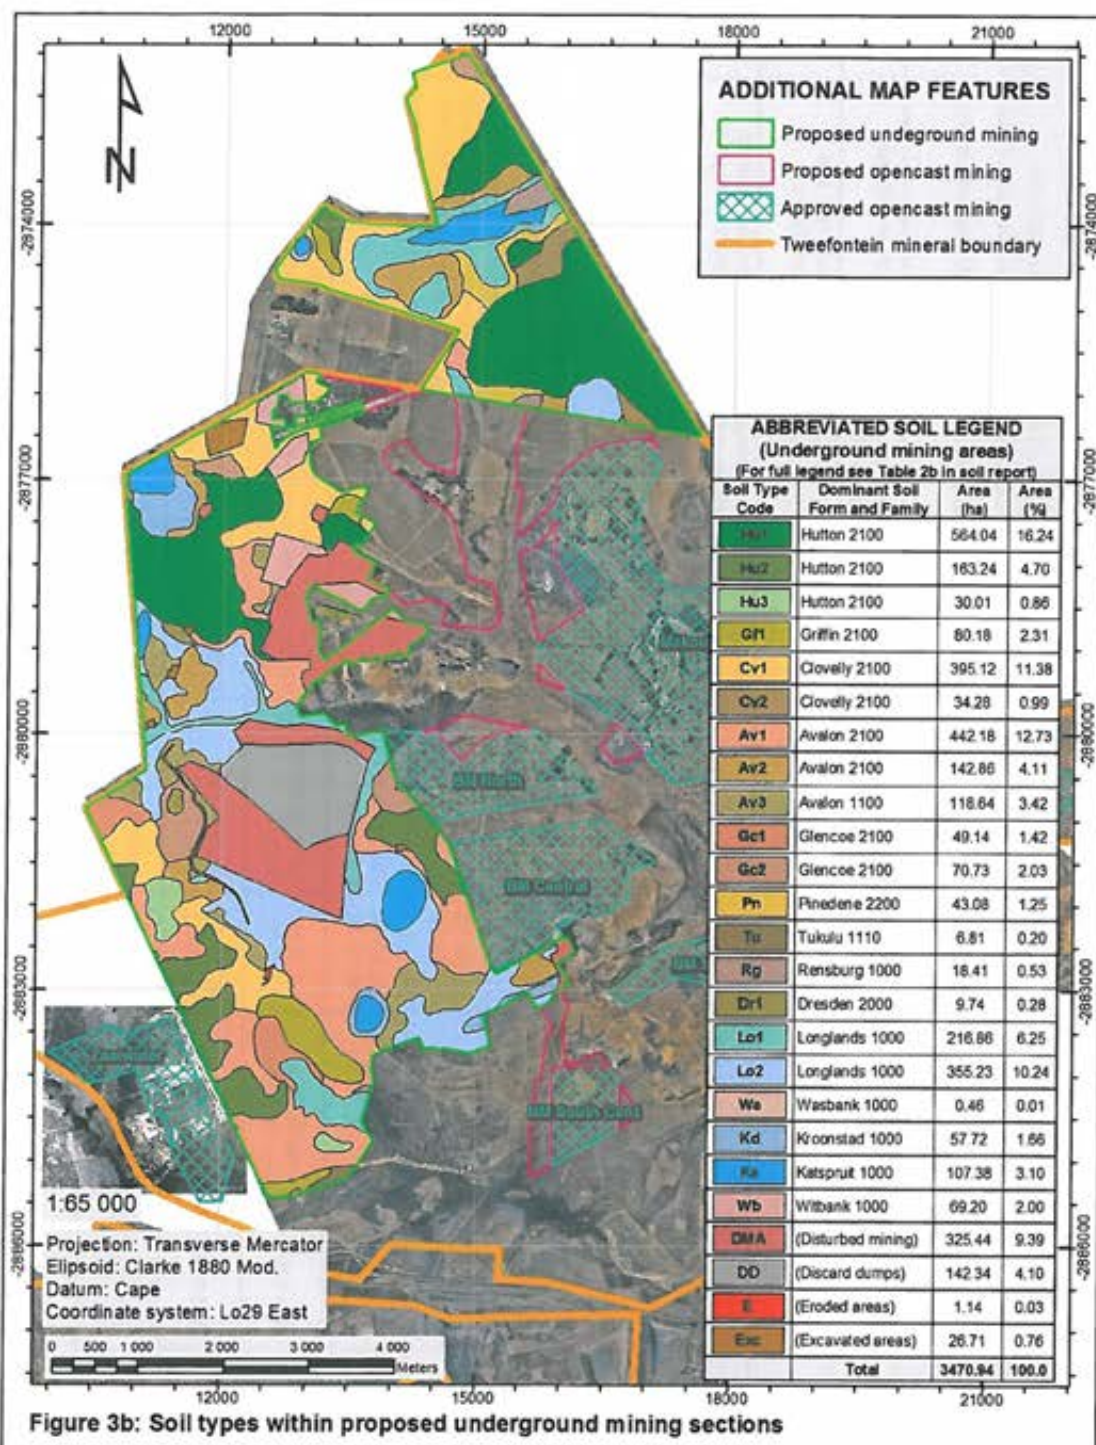 12000 15000 18000 21000
N
ADDITIONAL MAP FEATURES
Proposed undeground mining
Proposed opencast mining
Approved opencast mining
Tweefontein mineral boundary
-2874000 -2874000
-2877000 -2877000
-2880000 -2880000
-2883000 -2883000
-2886000 -2886000
ABBREVIATED SOIL LEGEND
(Underground mining areas)
(For full legend see Table 2b in soil report)
Soil Type Code Dominant Soil Form and Family Area (ha) Area (%)
Hu1 Hutton 2100 564.04 16.24
Hu2 Hutton 2100 163.24 4.70
Hu3 Hutton 2100 30.01 0.86
Gf1 Griffin 2100 80.18 2.31
Cv1 Clovelly 2100 395.12 11.38
Cv2 Clovelly 2100 34.28 0.99
Av1 Avalon 2100 442.18 12.73
Av2 Avalon 2100 142.86 4.11
Av3 Avalon 1100 118.64 3.42
Gc1 Glencoe 2100 49.14 1.42
Gc2 Glencoe 2100 70.73 2.03
Pn Pinedene 2200 43.08 1.25
Tu Tukulu 1110 6.81 0.20
Rg Rensburg 1000 18.41 0.53
Dr1 Dresden 2000 9.74 0.28
Lo1 Longlands 1000 216.86 6.25
Lo2 Longlands 1000 355.23 10.24
Wa Wasbank 1000 0.46 0.01
Kd Kroonstad 1000 57.72 1.66
Ka Katspruit 1000 107.38 3.10
Wb Witbank 1000 69.20 2.00
DMA (Disturbed mining) 325.44 9.39
DD (Discard dumps) 142.34 4.10
E (Eroded areas) 1.14 0.03
Exc (Excavated areas) 26.71 0.76
Total 3470.94 100.0
North
Central
South
1:65 000
Projection: Transverse Mercator
Elipsoid: Clarke 1880 Mod.
Datum: Cape
Coordinate system: Lo29 East
0 500 1 000 2 000 3 000 4 000
Meters
12000 15000 18000 21000
Figure 3b: Soil types within proposed underground mining sections